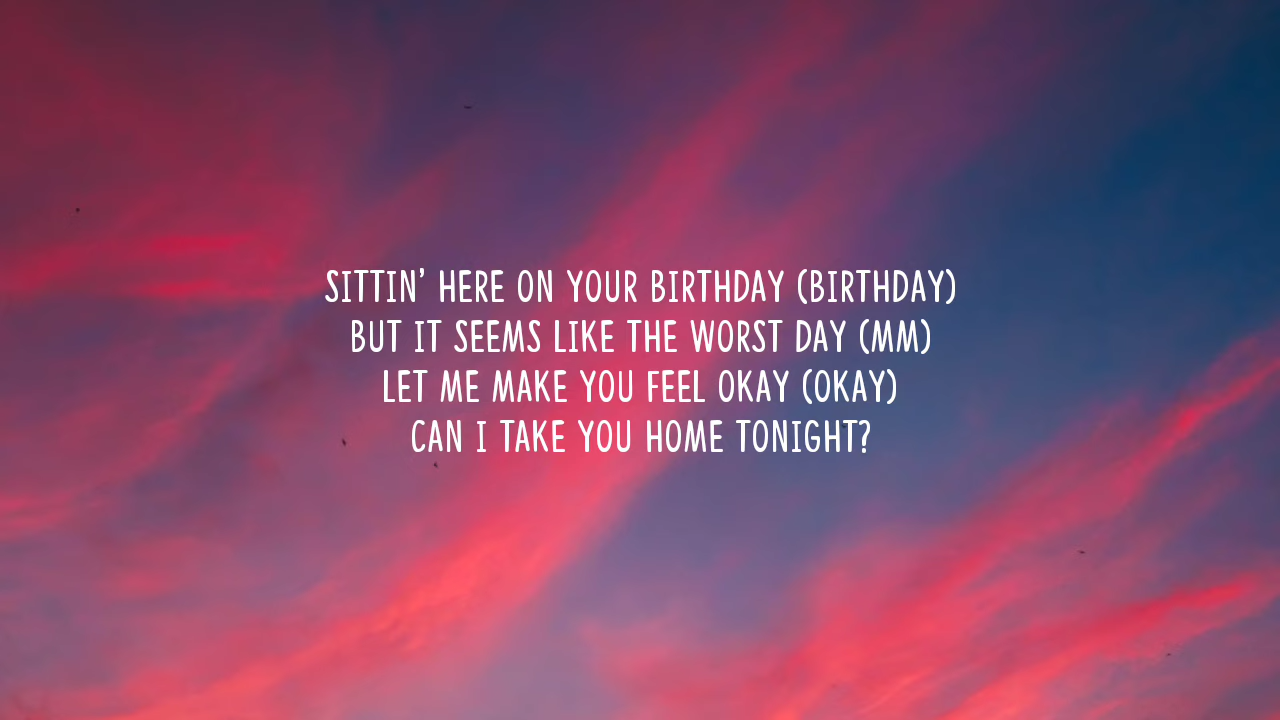 SITTIN’ HERE ON YOUR BIRTHDAY (BIRTHDAY)
BUT IT SEEMS LIKE THE WORST DAY (MM)
LET ME MAKE YOU FEEL OKAY (OKAY)
CAN I TAKE YOU HOME TONIGHT?